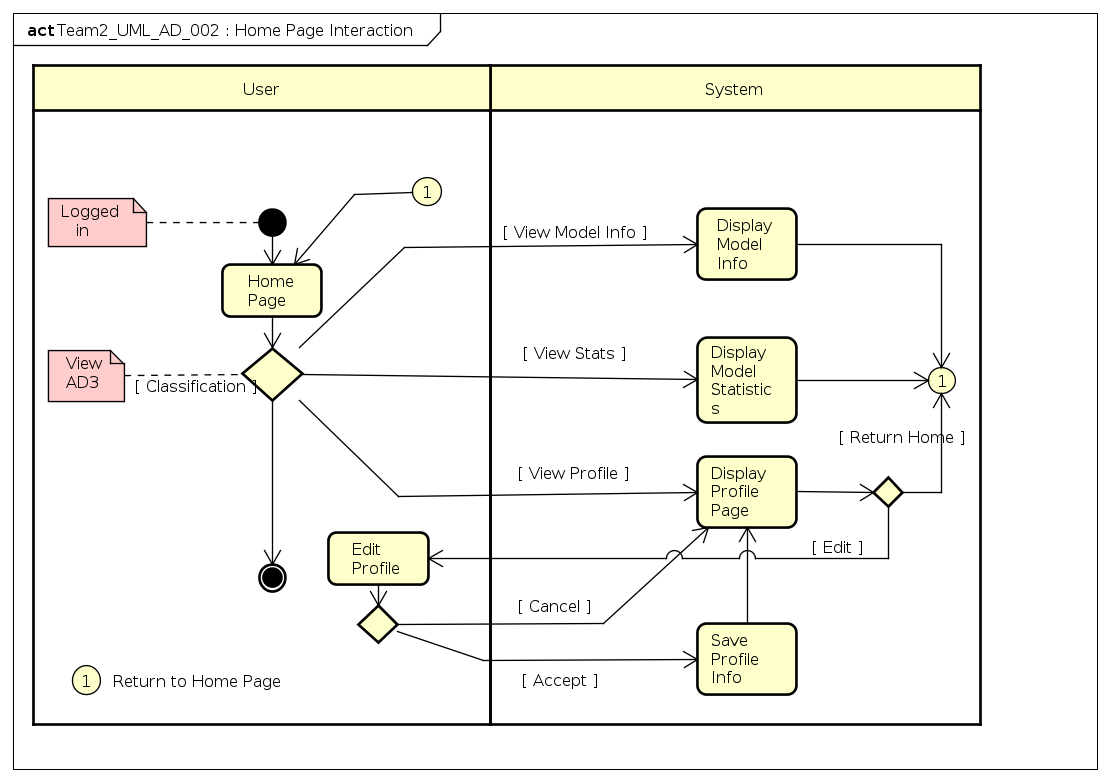 act Team2_UML_AD_002 : Home Page Interaction
User
System
1
Logged
in
[ View Model Info ]
Display
Model
Info
Home
Page
View
AD3
[ Classification ]
[ View Stats ]
Display
Model
Statistic
s
1
[ Return Home ]
[ View Profile ]
Display
Profile
Page
Edit
Profile
[ Edit ]
[ Cancel ]
Save
Profile
Info
[ Accept ]
1 Return to Home Page